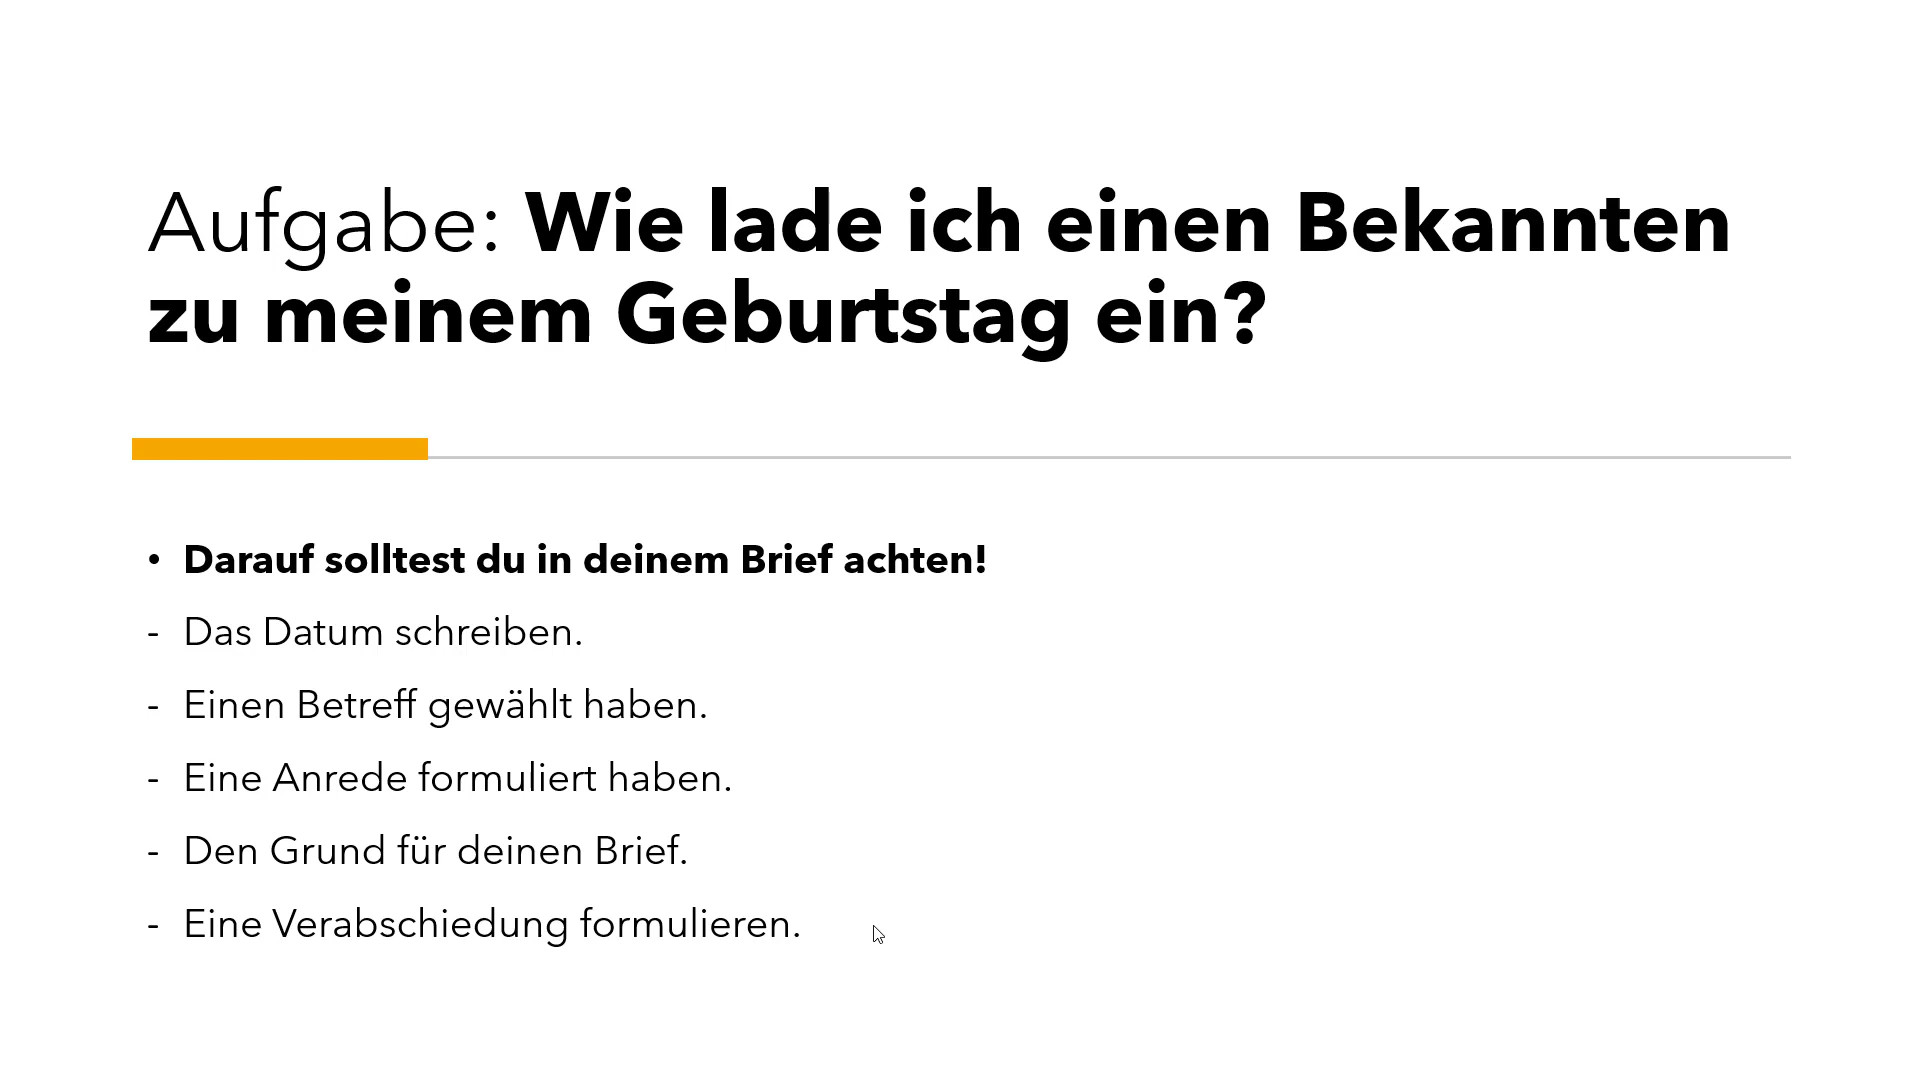 Aufgabe: Wie lade ich einen Bekannten
zu meinem Geburtstag ein?
• Darauf solltest du in deinem Brief achten!
- Das Datum schreiben.
- Einen Betreff gewählt haben.
- Eine Anrede formuliert haben.
- Den Grund für deinen Brief.
- Eine Verabschiedung formulieren.